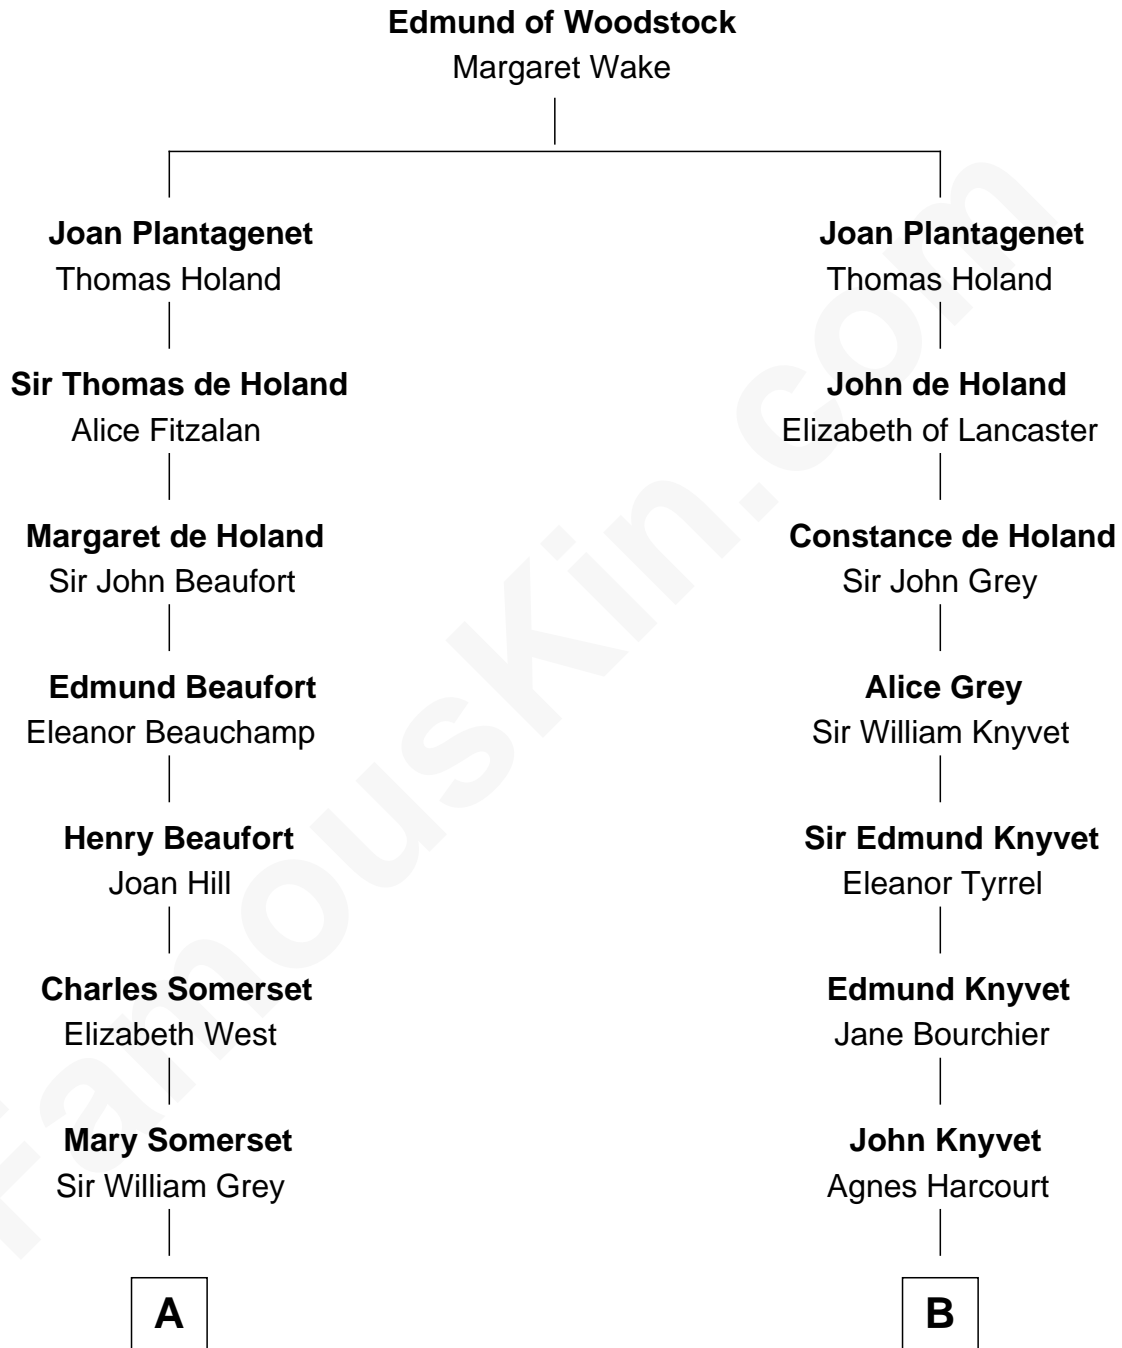 Edmund of Woodstock
Margaret Wake
Joan Plantagenet
Thomas Holand
Sir Thomas de Holand
Alice Fitzalan
Margaret de Holand
Sir John Beaufort
Edmund Beaufort
Eleanor Beauchamp
Henry Beaufort
Joan Hill
Charles Somerset
Elizabeth West
Mary Somerset
Sir William Grey
A
Joan Plantagenet
Thomas Holand
John de Holand
Elizabeth of Lancaster
Constance de Holand
Sir John Grey
Alice Grey
Sir William Knyvet
Sir Edmund Knyvet
Eleanor Tyrrel
Edmund Knyvet
Jane Bourchier
John Knyvet
Agnes Harcourt
B
FamousKin.com